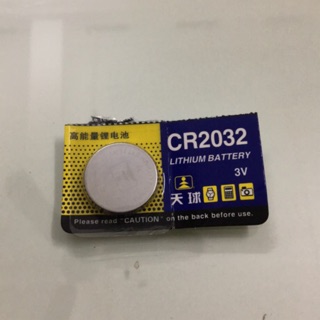 高能量锂电池
CR2032
LITHIUM BATTERY
3V
天球
Please read "CAUTION" on the back before use.